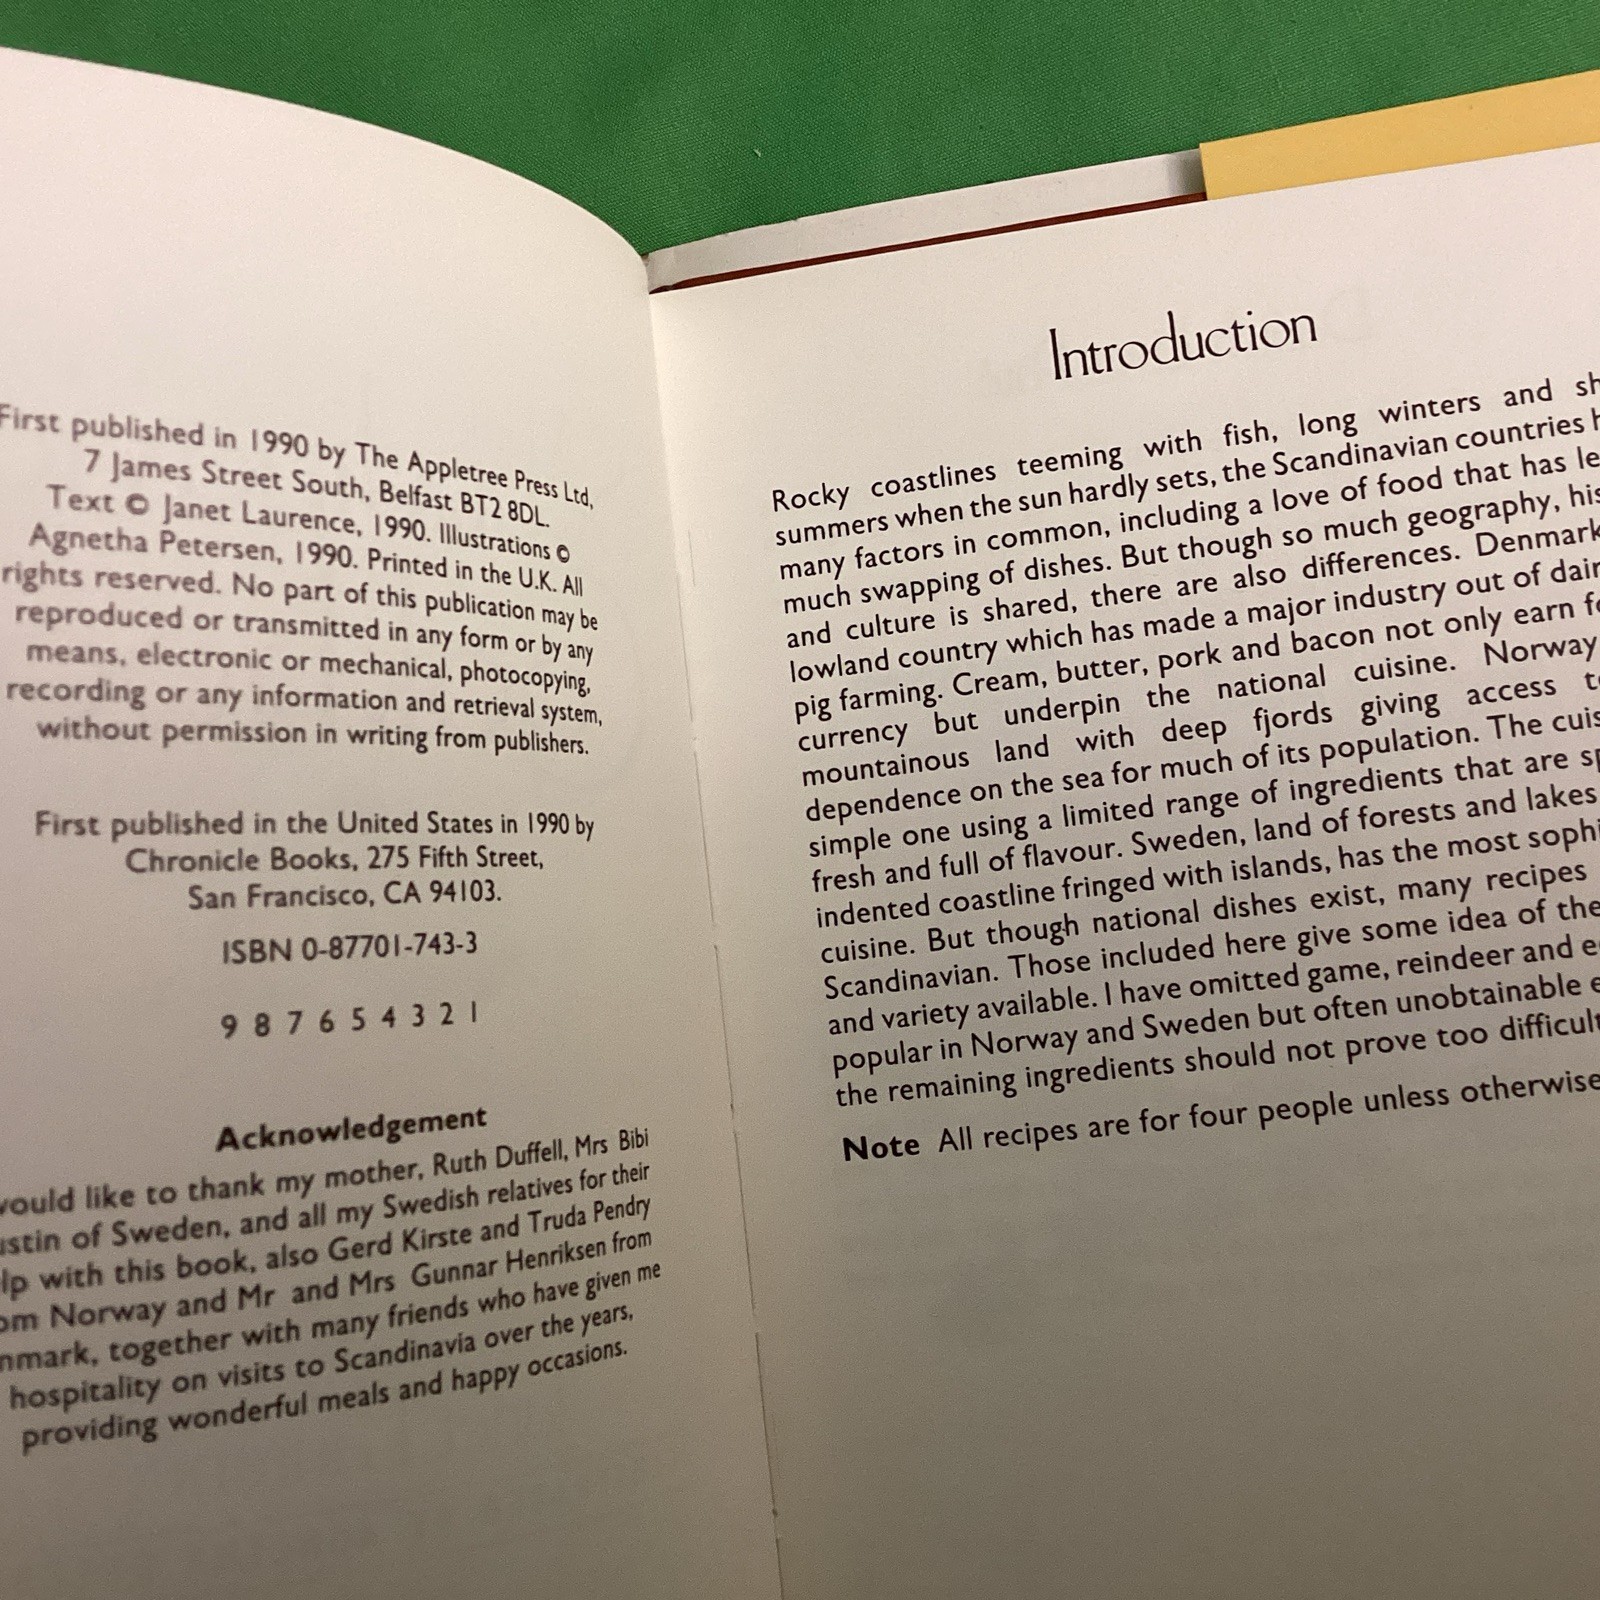 First published in 1990 by The Appletree Press Ltd,
7 James Street South, Belfast BT2 8DL.
Text © Janet Laurence, 1990. Illustrations ©
Agnetha Petersen, 1990. Printed in the U.K. All
rights reserved. No part of this publication may be
reproduced or transmitted in any form or by any
means, electronic or mechanical, photocopying,
recording or any information and retrieval system,
without permission in writing from publishers.
First published in the United States in 1990 by
Chronicle Books, 275 Fifth Street,
San Francisco, CA 94103.
ISBN 0-87701-743-3
9 8 7 6 5 4 3 2 1
Acknowledgement
would like to thank my mother, Ruth Duffell, Mrs Bibi
of Sweden, and all my Swedish relatives for their
with this book, also Gerd Kirste and Truda Pendry
Norway and Mr and Mrs Gunnar Henriksen from
together with many friends who have given me
hospitality on visits to Scandinavia over the years,
providing wonderful meals and happy occasions.
Introduction
Rocky coastlines teeming with fish, long winters and
summers when the sun hardly sets, the Scandinavian countries
many factors in common, including a love of food that has
much swapping of dishes. But though so much geography,
and culture is shared, there are also differences. Denmark
lowland country which has made a major industry out of
pig farming. Cream, butter, pork and bacon not only earn
currency but underpin the national cuisine. Norway
mountainous land with deep fjords giving access
dependence on the sea for much of its population. The
simple one using a limited range of ingredients that are
fresh and full of flavour. Sweden, land of forests and lakes
indented coastline fringed with islands, has the most
cuisine. But though national dishes exist, many recipes
Scandinavian. Those included here give some idea of the
and variety available. I have omitted game, reindeer and
popular in Norway and Sweden but often unobtainable
the remaining ingredients should not prove too difficult
Note All recipes are for four people unless otherwise